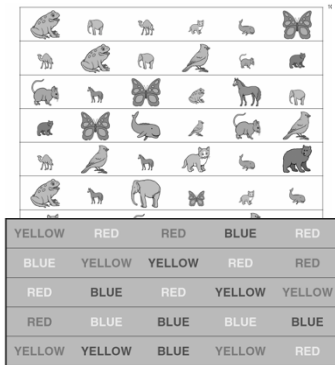 YELLOW RED RED BLUE RED
BLUE YELLOW YELLOW RED RED
RED BLUE RED YELLOW YELLOW
RED BLUE BLUE BLUE BLUE
YELLOW YELLOW BLUE YELLOW RED